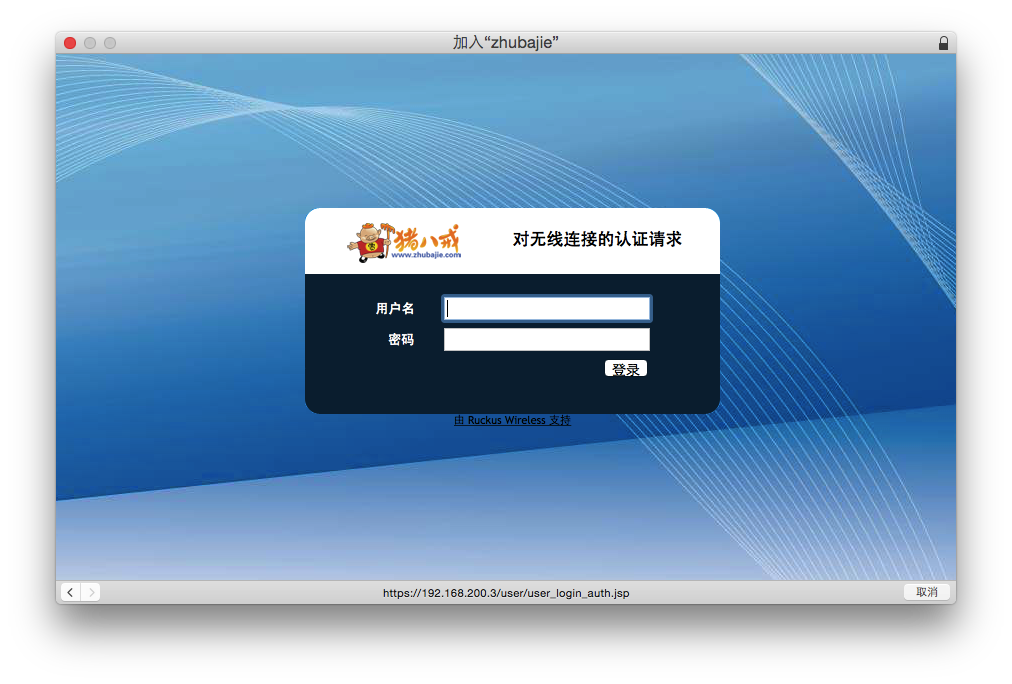 加入“zhubajie”
猪八戒
www.zhubajie.com
对无线连接的认证请求
用户名
密码
登录
由 Ruckus Wireless 支持
https://192.168.200.3/user/user_login_auth.jsp
取消